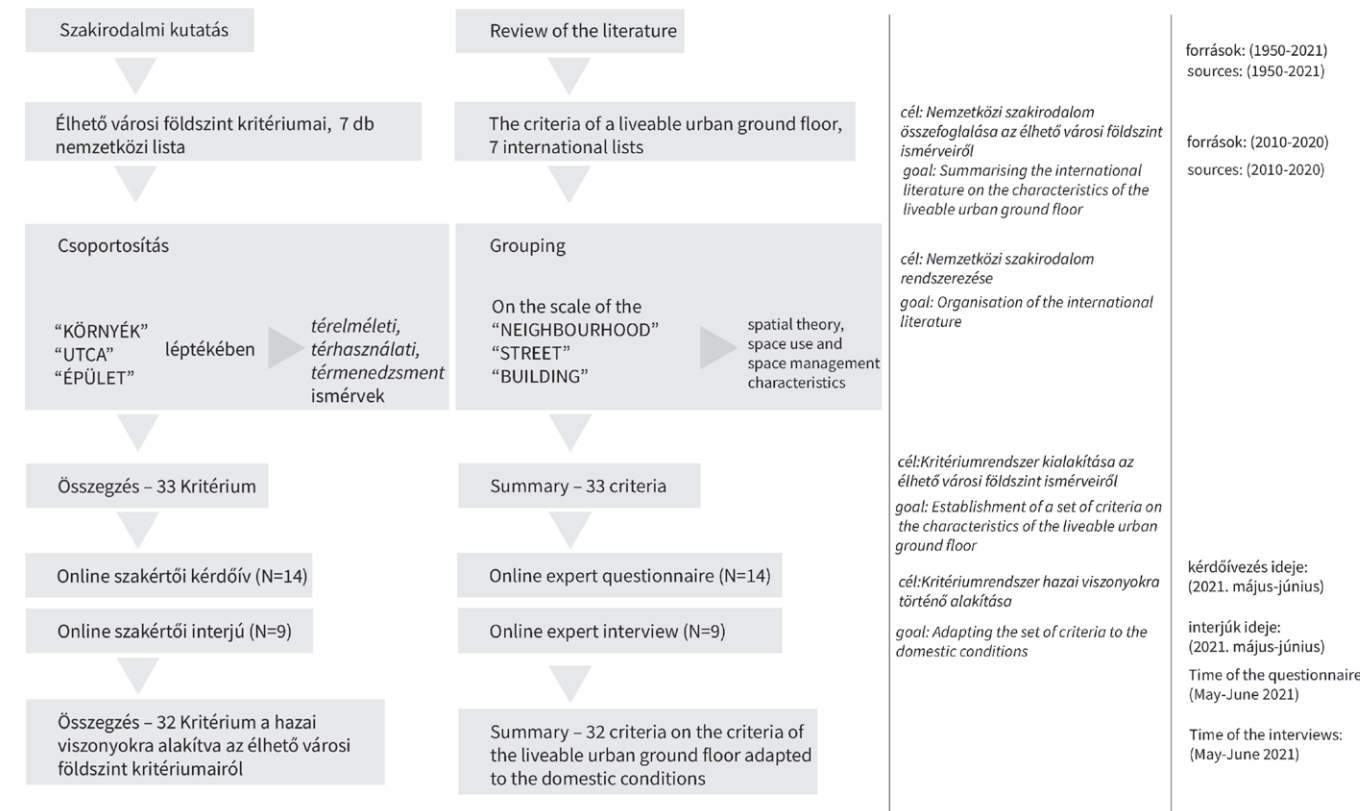 Szakirodalmi kutatás
Élhető városi földszint kritériumai, 7 db
nemzetközi lista
Csoportosítás
“KÖRNYÉK”
“UTCA”
“ÉPÜLET”
léptékében
térelméleti,
térhasználati,
térmenedzsment
ismérvek
Összegzés – 33 Kritérium
Online szakértői kérdőív (N=14)
Online szakértői interjú (N=9)
Összegzés – 32 Kritérium a hazai
viszonyokra alakítva az élhető városi
földszint kritériumairól
Review of the literature
The criteria of a liveable urban ground floor,
7 international lists
Grouping
On the scale of the
“NEIGHBOURHOOD”
“STREET”
“BUILDING”
spatial theory,
space use and
space management
characteristics
Summary – 33 criteria
Online expert questionnaire (N=14)
Online expert interview (N=9)
Summary – 32 criteria on the criteria of
the liveable urban ground floor adapted
to the domestic conditions
cél: Nemzetközi szakirodalom
összefoglalása az élhető városi földszint
ismérveiről
goal: Summarising the international
literature on the characteristics of the
liveable urban ground floor
cél: Nemzetközi szakirodalom
rendszerezése
goal: Organisation of the international
literature
cél:Kritériumrendszer kialakítása az
élhető városi földszint ismérveiről
goal: Establishment of a set of criteria on
the characteristics of the liveable urban
ground floor
cél:Kritériumrendszer hazai viszonyokra
történő alakítása
goal: Adapting the set of criteria to the
domestic conditions
források: (1950-2021)
sources: (1950-2021)
források: (2010-2020)
sources: (2010-2020)
kérdőívezés ideje:
(2021. május-június)
interjúk ideje:
(2021. május-június)
Time of the questionnaire
(May-June 2021)
Time of the interviews:
(May-June 2021)